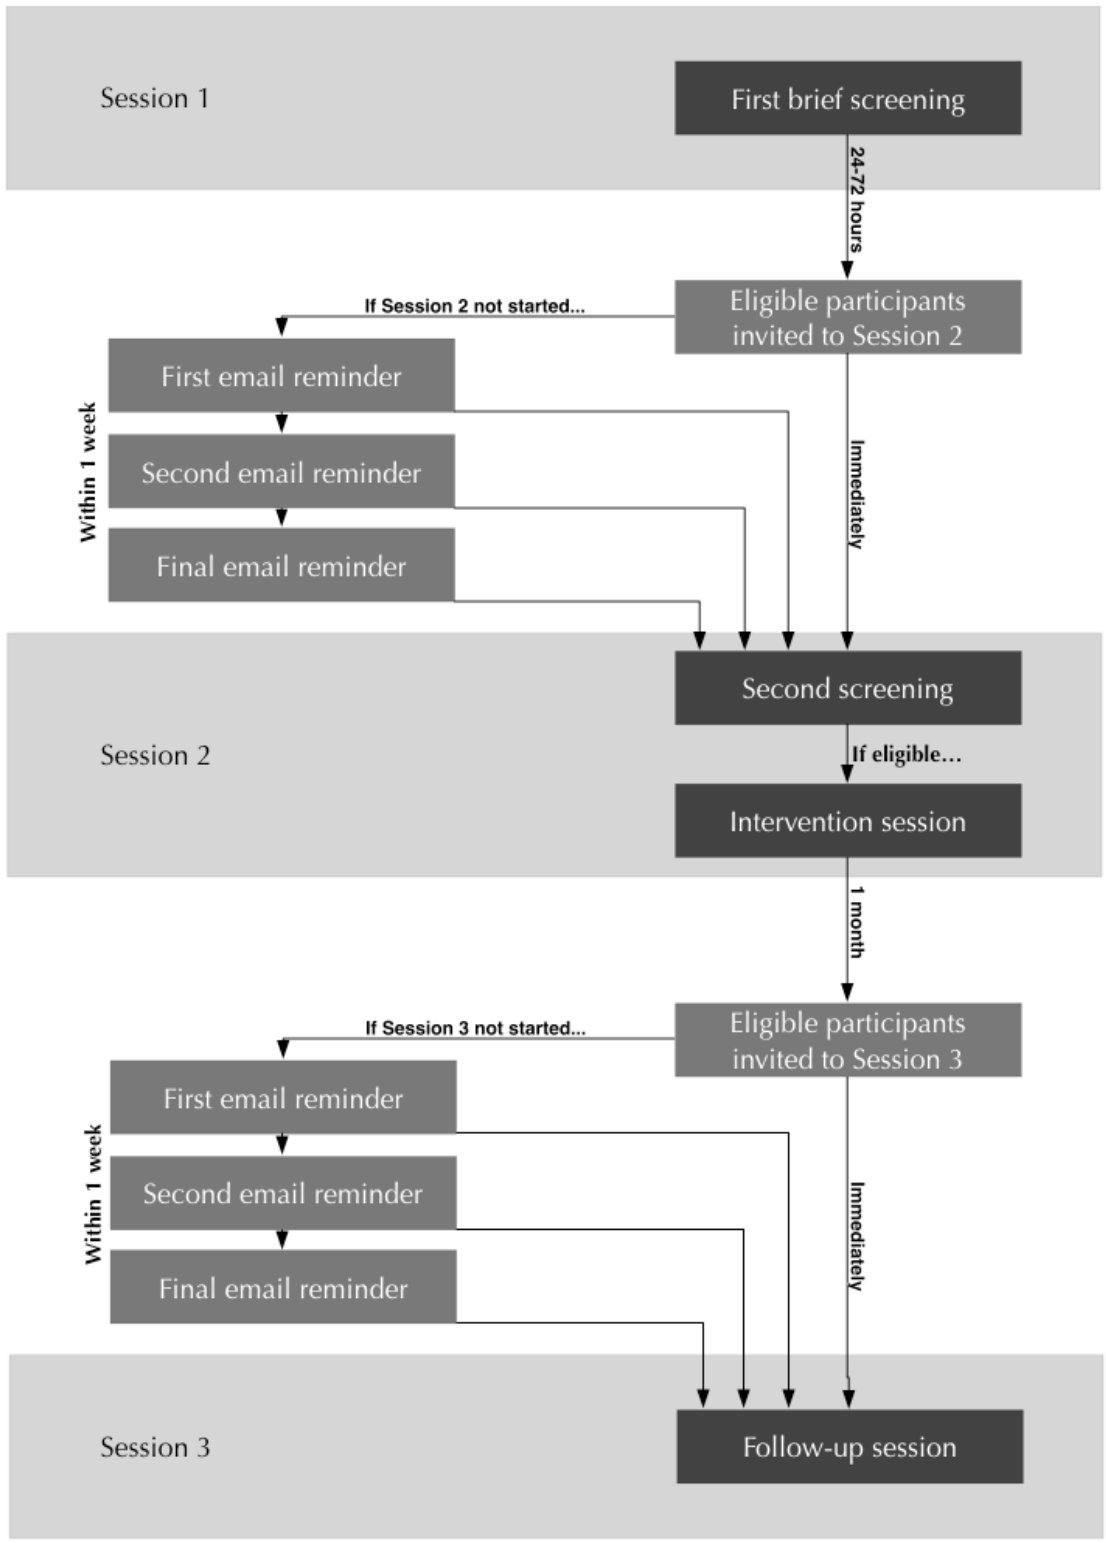 Session 1
First brief screening
24-72 hours
Eligible participants
invited to Session 2
If Session 2 not started...
First email reminder
Within 1 week
Second email reminder
Final email reminder
Immediately
Second screening
Session 2
If eligible...
Intervention session
1 month
Eligible participants
invited to Session 3
If Session 3 not started...
First email reminder
Within 1 week
Second email reminder
Final email reminder
Immediately
Session 3
Follow-up session